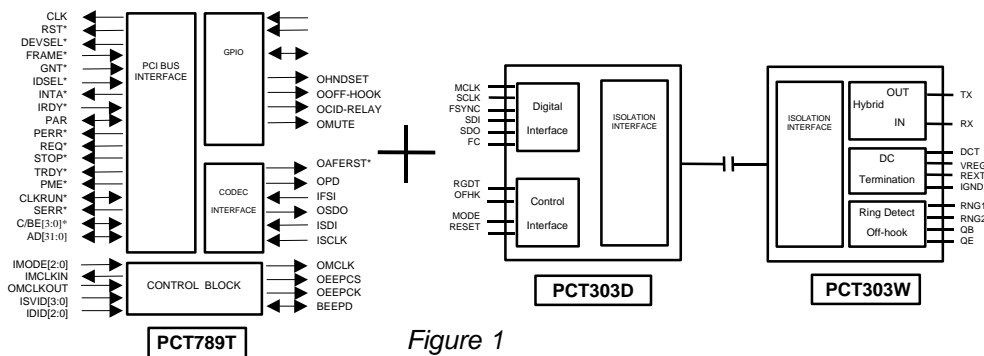 CLK
RST*
DEVSEL*
FRAME*
GNT*
IDSEL*
INTA*
IRDY*
PAR
PERR*
REQ*
STOP*
TRDY*
PME*
CLKRUN*
SERR*
C/BE[3:0]*
AD[31:0]
PCI BUS
INTERFACE
GPIO
OHNDSET
OOFF-HOOK
OCID-RELAY
OMUTE
CODEC
INTERFACE
OAFERST*
OPD
IFSI
OSDO
ISDI
ISCLK
IMODE[2:0]
IMCLKIN
OMCLKOUT
ISVID[3:0]
IDID[2:0]
CONTROL BLOCK
OMCLK
OEEPCS
OEEPCK
BEEPD
PCT789T
MCLK
SCLK
FSYNC
SDI
SDO
FC
Digital
Interface
RGDT
OFHK
MODE
RESET
Control
Interface
ISOLATION
INTERFACE
PCT303D
ISOLATION
INTERFACE
OUT
Hybrid
IN
TX
RX
DC
Termination
DCT
VREG
REXT
IGND
Ring Detect
Off-hook
RNG1
RNG2
QB
QE
PCT303W
Figure 1